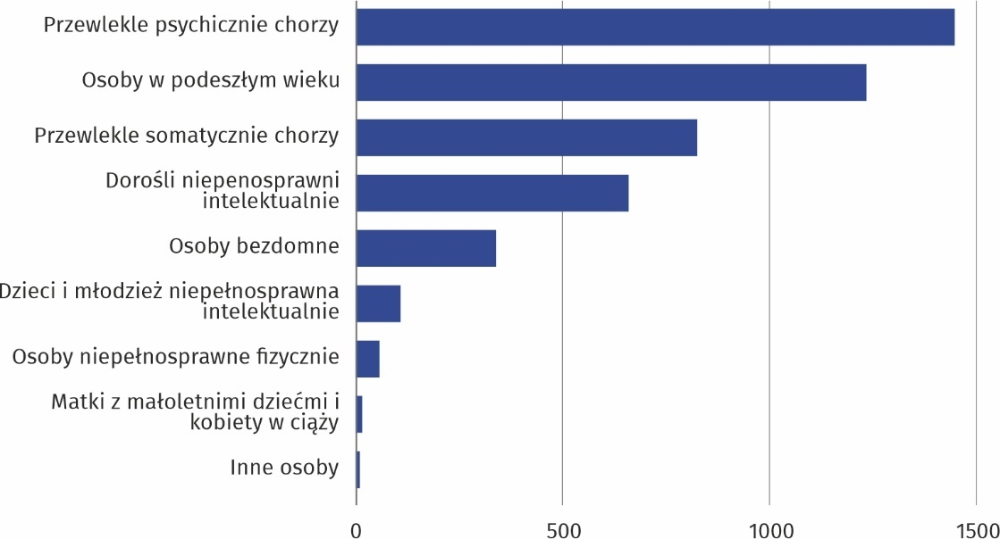 Przewlekle psychicznie chorzy
Osoby w podeszłym wieku
Przewlekle somatycznie chorzy
Dorośli niepenosprawni
intelektualnie
Osoby bezdomne
Dzieci i młodzież niepełnosprawna
intelektualnie
Osoby niepełnosprawne fizycznie
Matki z małoletnimi dziećmi i
kobiety w ciąży
Inne osoby
0 500 1000 1500